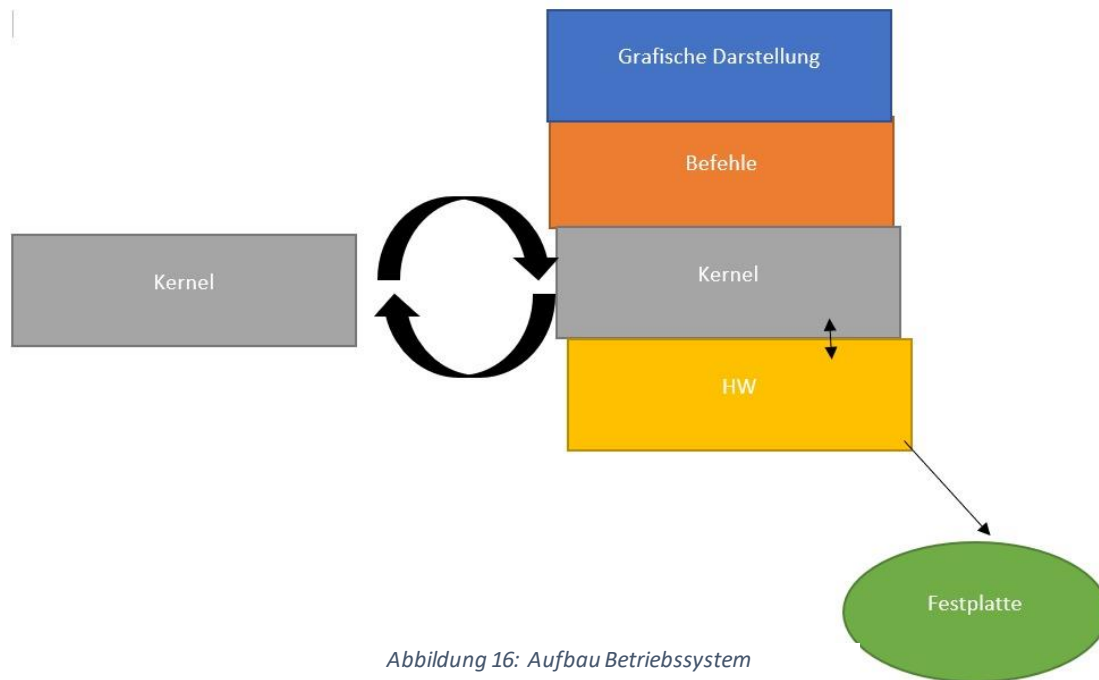 Grafische Darstellung
Befehle
Kernel
Kernel
HW
Festplatte
Abbildung 16: Aufbau Betriebssystem